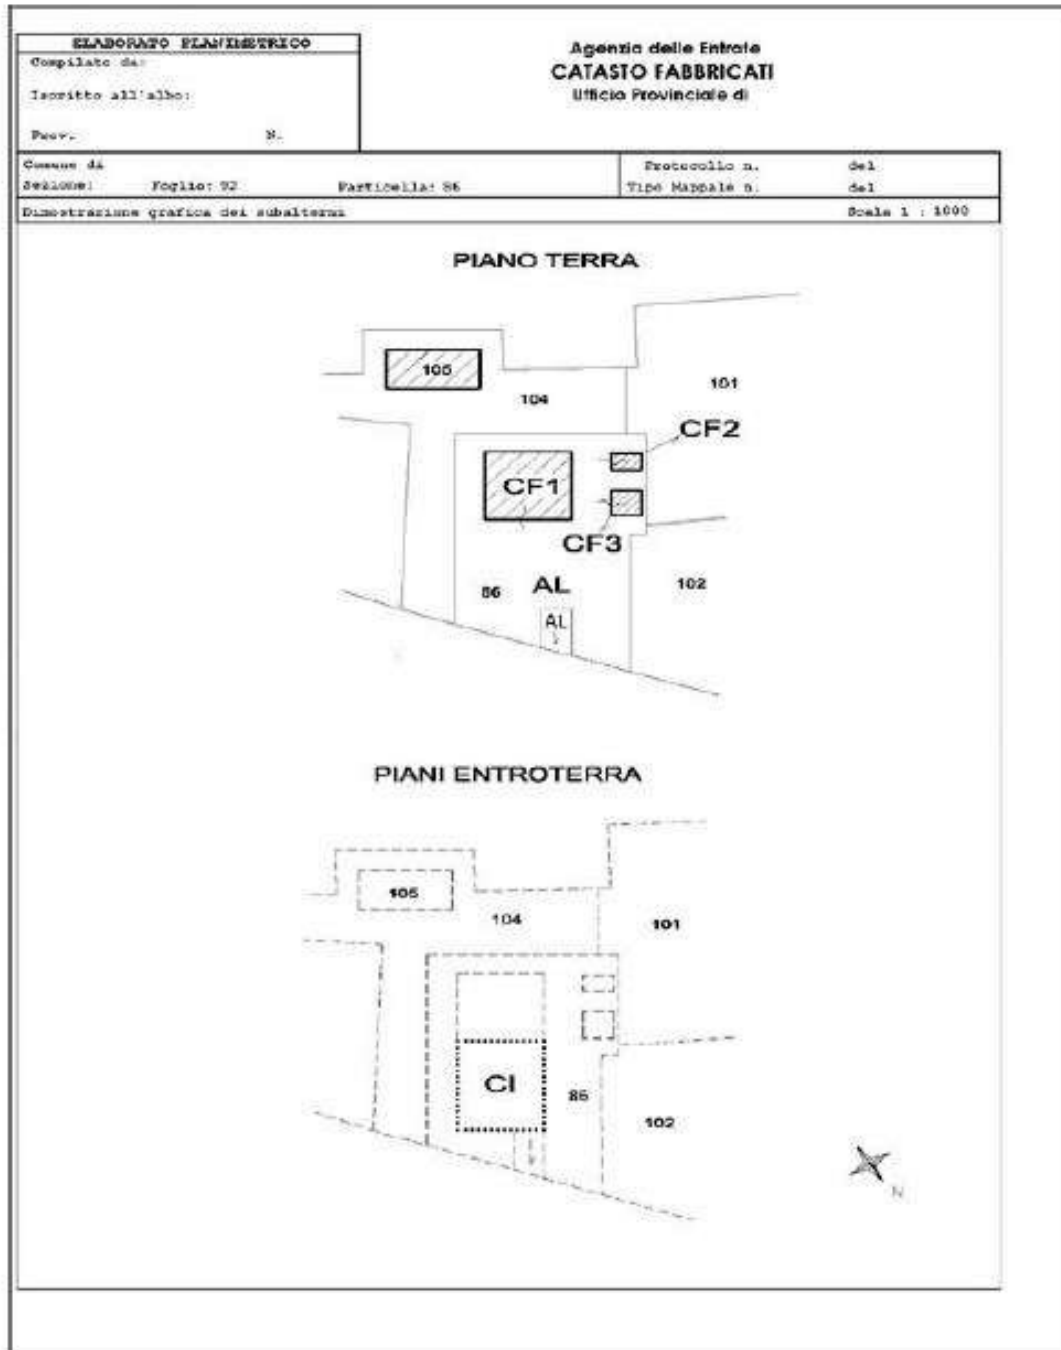 ELABORATO PLANIMETRICO
Compilato da:
Iscritto all'albo:
Prov. N.
Agenzia delle Entrate
CATASTO FABBRICATI
Ufficio Provinciale di
Comune di
Sezione: Foglio: 92 Particella: 86
Protocollo n. del
Tipo Mappale n. del
Dimostrazione grafica dei subalterni Scala 1 : 1000
PIANO TERRA
105
104
101
CF2
CF1
CF3
86
AL
102
AL
PIANI ENTROTERRA
105
104
101
CI
86
102
N